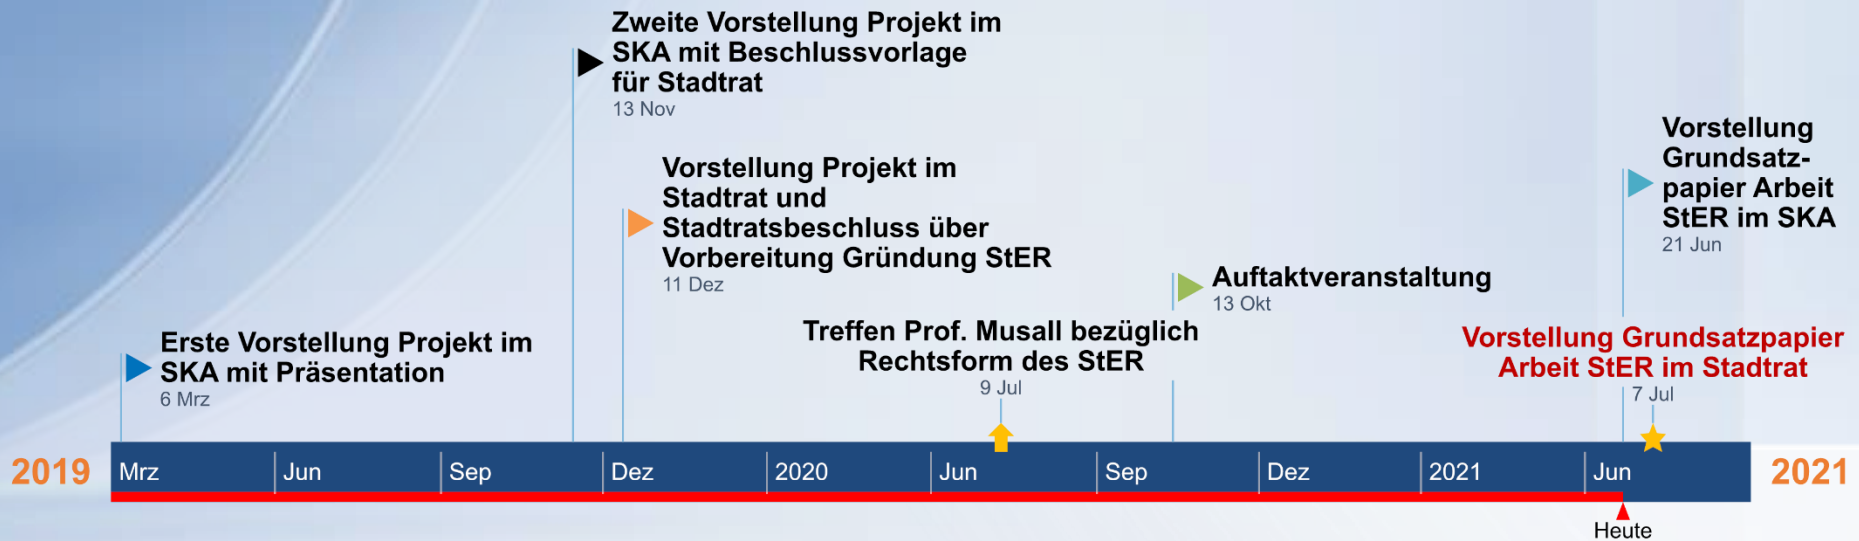 Zweite Vorstellung Projekt im
SKA mit Beschlussvorlage
für Stadtrat
13 Nov
Vorstellung
Grundsatz-
papier Arbeit
StER im SKA
21 Jun
Vorstellung Projekt im
Stadtrat und
Stadtratsbeschluss über
Vorbereitung Gründung StER
11 Dez
Auftaktveranstaltung
13 Okt
Erste Vorstellung Projekt im
SKA mit Präsentation
6 Mrz
Treffen Prof. Musall bezüglich
Rechtsform des StER
9 Jul
Vorstellung Grundsatzpapier
Arbeit StER im Stadtrat
7 Jul
2019 Mrz Jun Sep Dez 2020 Jun Sep Dez 2021 Jun 2021
Heute